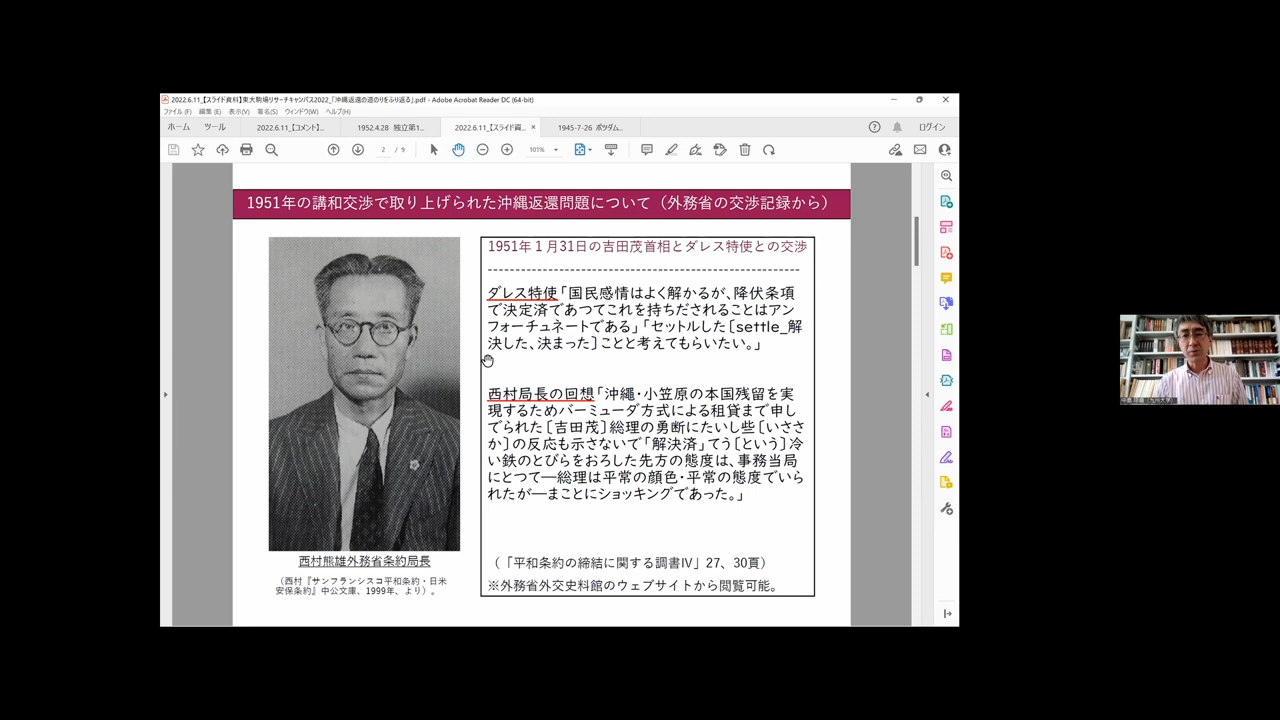 2022.6.11_【スライド資料】東大駒場リサーチキャンパス2022_「沖縄返還の道のりをふり返る」.pdf - Adobe Acrobat Reader DC (64-bit)
ファイル(F) 編集(E) 表示(V) 署名(S) ウィンドウ(W) ヘルプ(H)
ホーム ツール 2022.6.11_【コメント】... 1952.4.28 独立第1... 2022.6.11_【スライド資... × 1945-7-26 ポツダム... ログイン
2 / 9 101%
1951年の講和交渉で取り上げられた沖縄返還問題について（外務省の交渉記録から）
1951年１月31日の吉田茂首相とダレス特使との交渉
------------------------------------------------------------
ダレス特使「国民感情はよく解かるが、降伏条項
で決定済であつてこれを持ちだされることはアン
フォーチュネートである」「セットルした〔settle_解
決した、決まった〕ことと考えてもらいたい。」
西村局長の回想「沖縄・小笠原の本国残留を実
現するためバーミューダ方式による租貸まで申し
でられた〔吉田茂〕総理の勇断にたいし些〔いささ
か〕の反応も示さないで「解決済」てう〔という〕冷
い鉄のとびらをおろした先方の態度は、事務当局
にとつて―総理は平常の顔色・平常の態度でいら
れたが―まことにショッキングであった。」
（「平和条約の締結に関する調書Ⅳ」27、30頁）
※外務省外交史料館のウェブサイトから閲覧可能。
西村熊雄外務省条約局長
（西村『サンフランシスコ平和条約・日米
安保条約』中公文庫、1999年、より）。